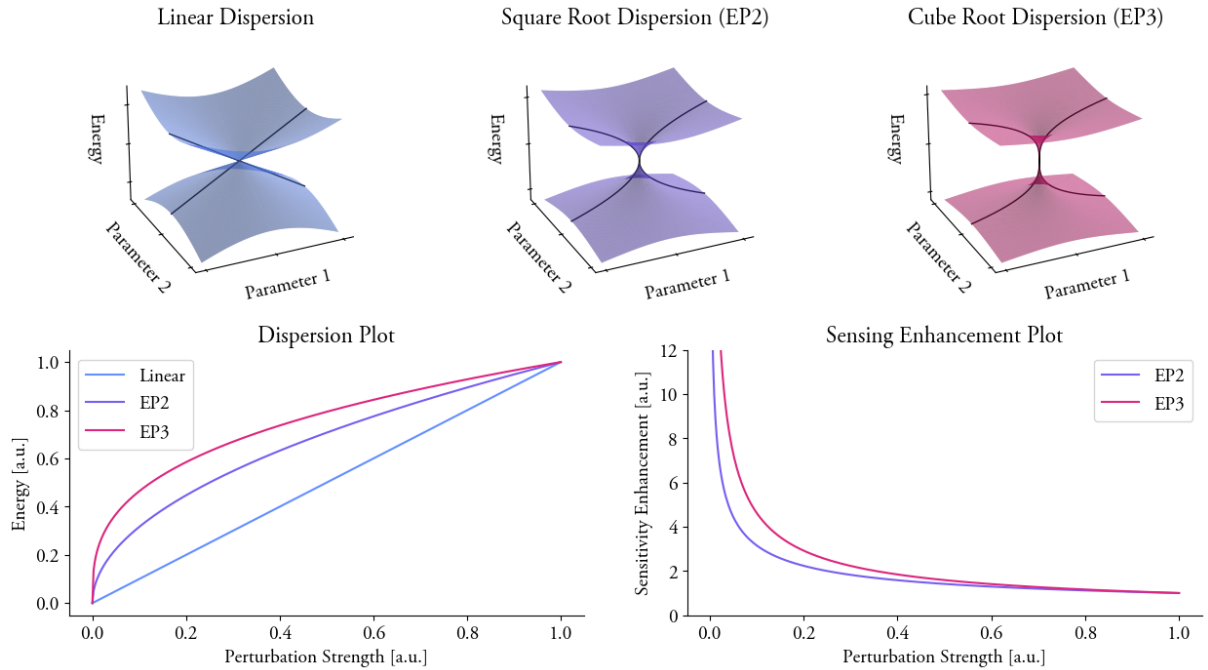 Linear Dispersion
Square Root Dispersion (EP2)
Cube Root Dispersion (EP3)
Energy
Parameter 2
Parameter 1
Energy
Parameter 2
Parameter 1
Energy
Parameter 2
Parameter 1
Dispersion Plot
Energy [a.u.]
1.0
0.8
0.6
0.4
0.2
0.0
Linear
EP2
EP3
0.0 0.2 0.4 0.6 0.8 1.0
Perturbation Strength [a.u.]
Sensing Enhancement Plot
Sensitivity Enhancement [a.u.]
12
10
8
6
4
2
0
EP2
EP3
0.0 0.2 0.4 0.6 0.8 1.0
Perturbation Strength [a.u.]